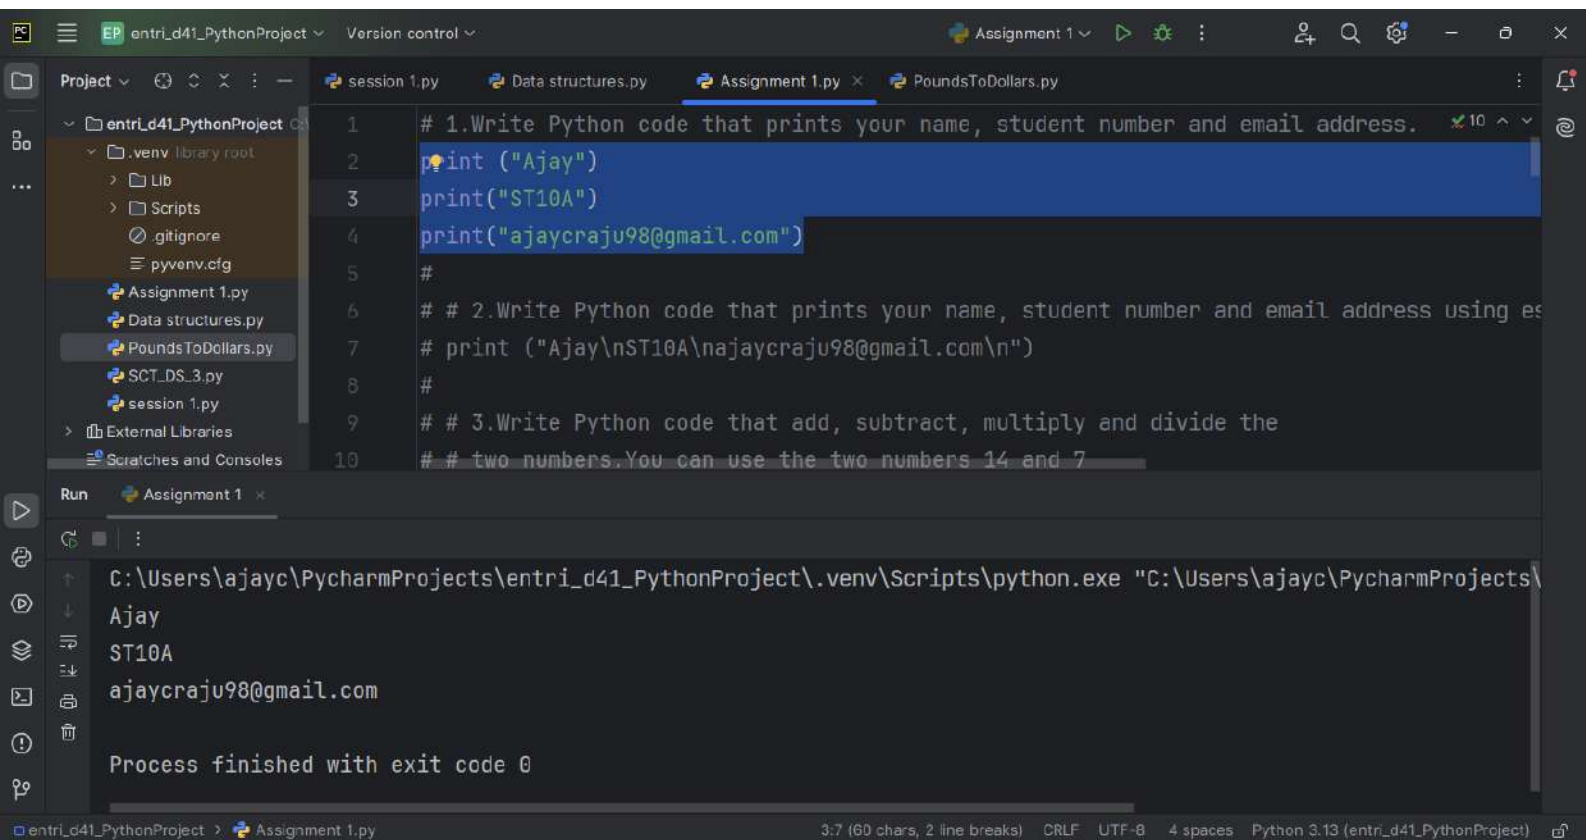 PC EP entri_d41_PythonProject Version control Assignment 1
Project session 1.py Data structures.py Assignment 1.py PoundsToDollars.py
entri_d41_PythonProject
.venv library root
Lib
Scripts
.gitignore
pyvenv.cfg
Assignment 1.py
Data structures.py
PoundsToDollars.py
SCT_DS_3.py
session 1.py
External Libraries
Scratches and Consoles
1 # 1.Write Python code that prints your name, student number and email address. 10
2 print ("Ajay")
3 print("ST10A")
4 print("ajaycraju98@gmail.com")
5 #
6 # # 2.Write Python code that prints your name, student number and email address using es
7 # print ("Ajay\nST10A\najaycraju98@gmail.com\n")
8 #
9 # # 3.Write Python code that add, subtract, multiply and divide the
10 # # two numbers.You can use the two numbers 14 and 7
Run Assignment 1
C:\Users\ajayc\PycharmProjects\entri_d41_PythonProject\.venv\Scripts\python.exe "C:\Users\ajayc\PycharmProjects\
Ajay
ST10A
ajaycraju98@gmail.com
Process finished with exit code 0
entri_d41_PythonProject > Assignment 1.py 3:7 (60 chars, 2 line breaks) CRLF UTF-8 4 spaces Python 3.13 (entri_d41_PythonProject)